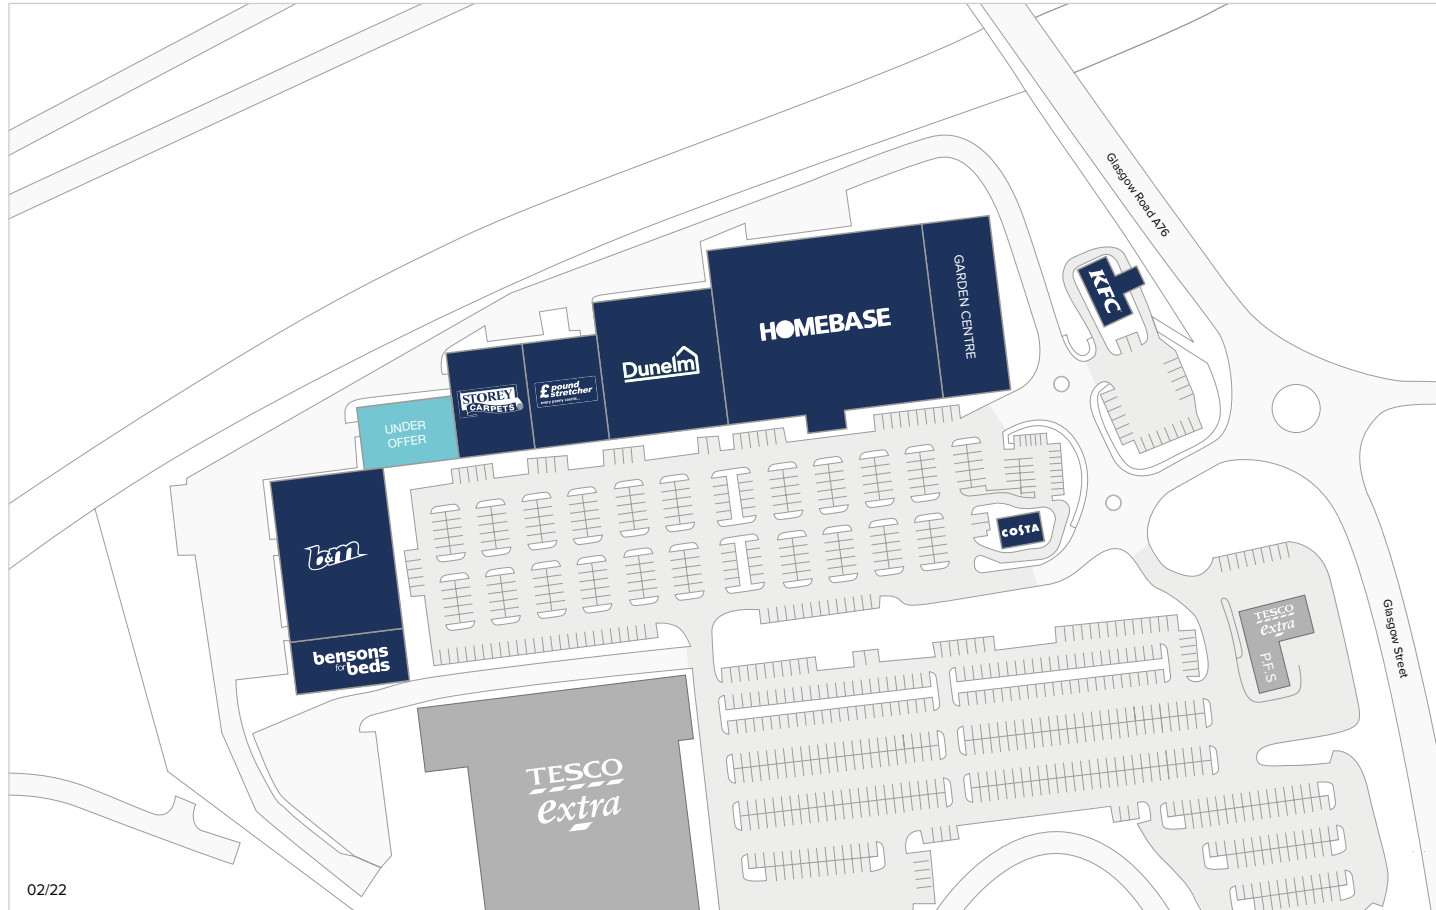 Glasgow Road A76
KFC
GARDEN CENTRE
HOMEBASE
Dunelm
£ pound
stretcher
STOREY
CARPETS
UNDER
OFFER
b&m
COSTA
bensons
for beds
TESCO
extra
P.F.S
Glasgow Street
TESCO
extra
02/22